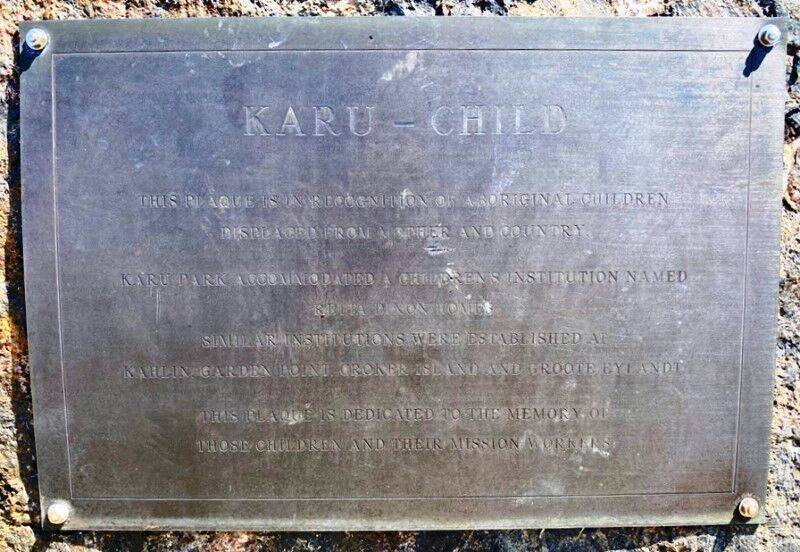 KARU – CHILD
THIS PLAQUE IS IN RECOGNITION OF ABORIGINAL CHILDREN
DISPLACED FROM MOTHER AND COUNTRY.
KARU PARK ACCOMMODATED A CHILDREN'S INSTITUTION NAMED
RETTA DIXON HOMES
SIMILAR INSTITUTIONS WERE ESTABLISHED AT
KAHLIN, GARDEN POINT, CROKER ISLAND AND GROOTE EYLANDT
THIS PLAQUE IS DEDICATED TO THE MEMORY OF
THOSE CHILDREN AND THEIR MISSION WORKERS